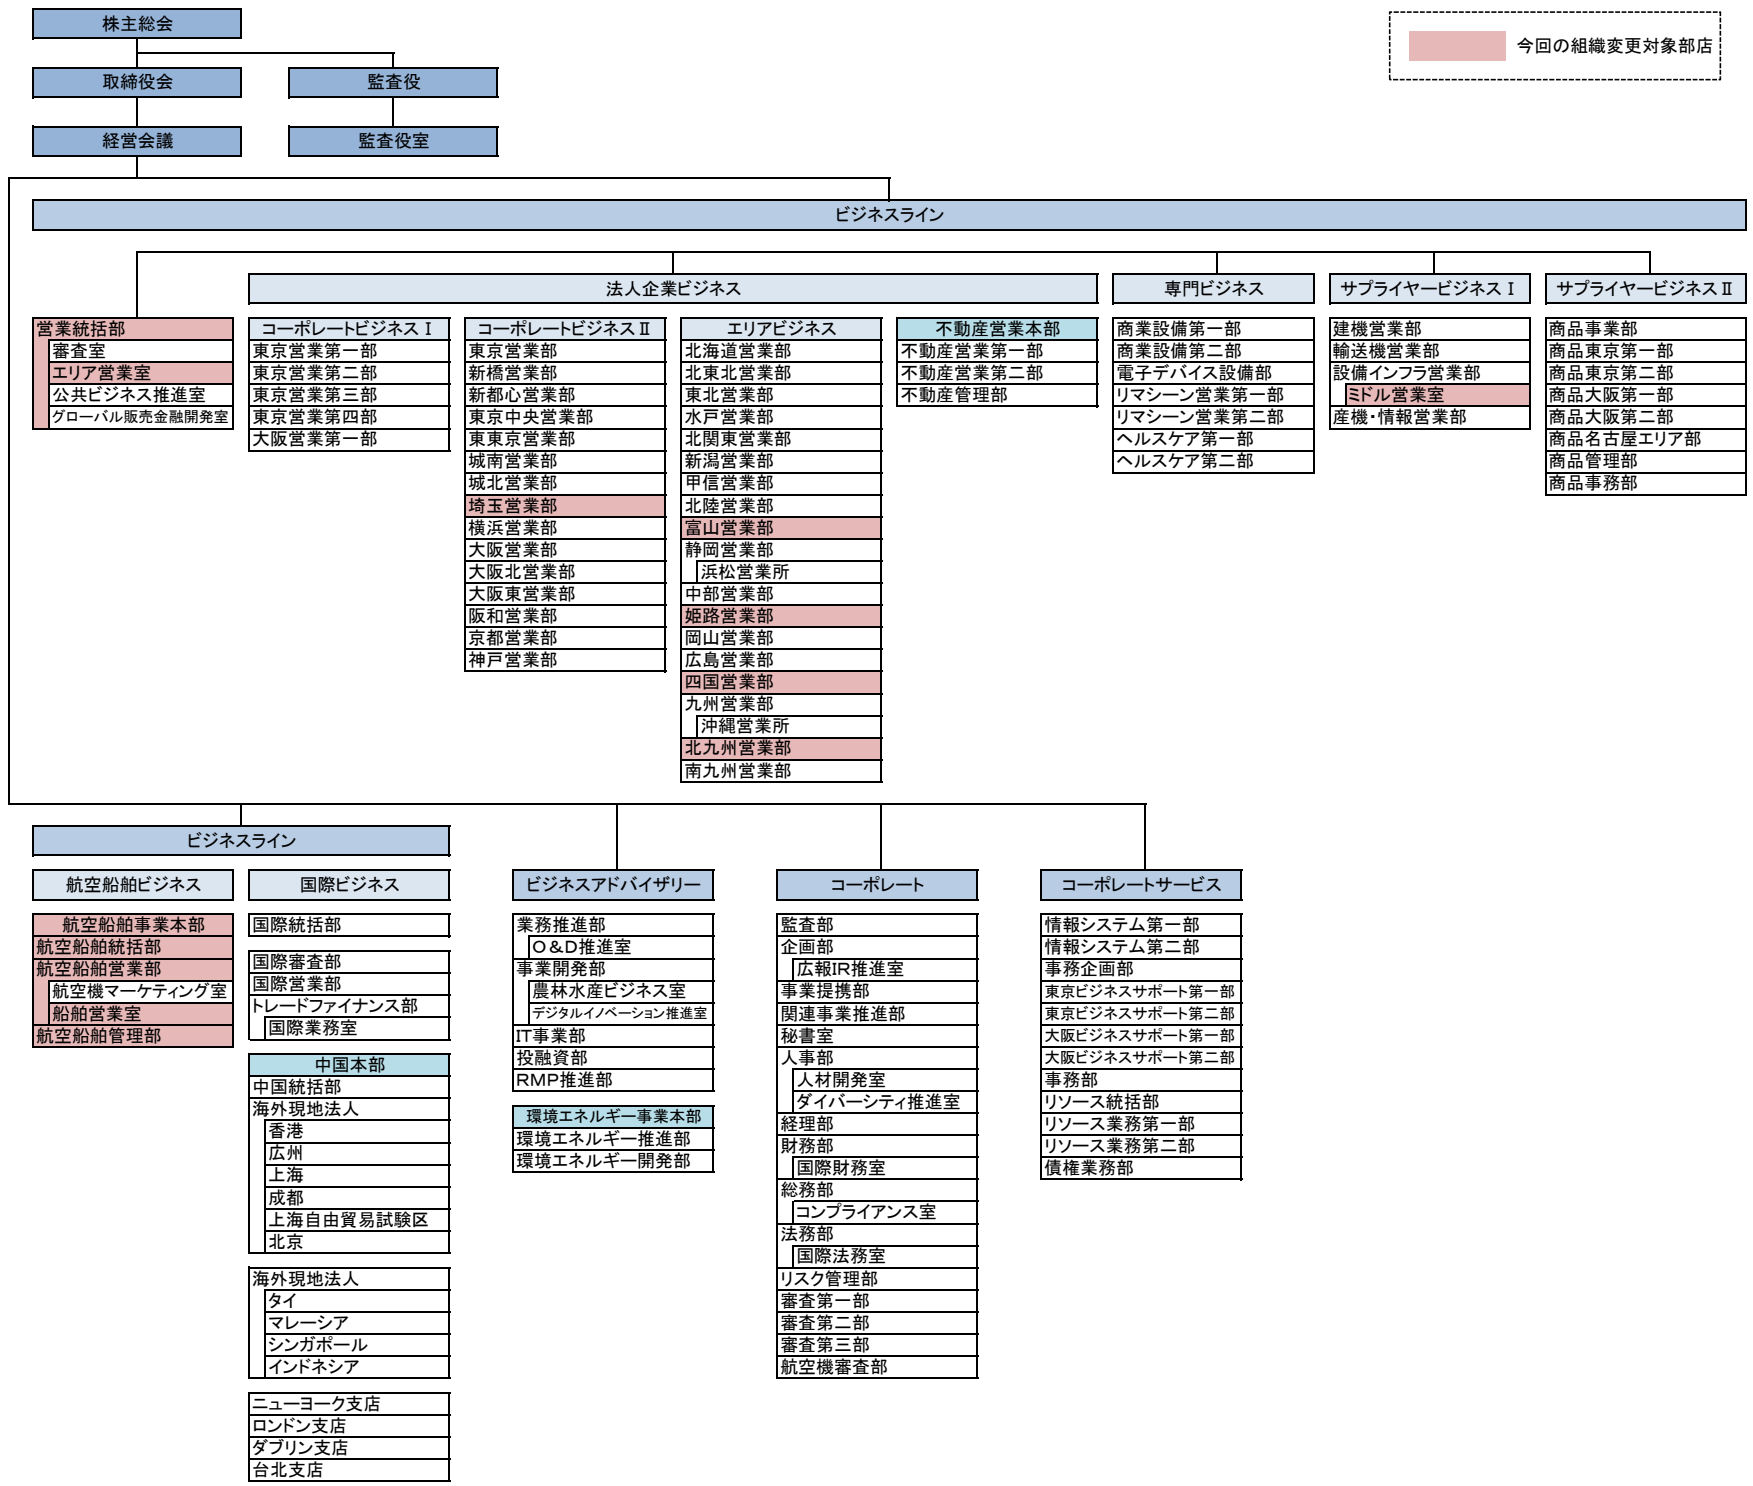 株主総会
今回の組織変更対象部店
取締役会
監査役
経営会議
監査役室
ビジネスライン
営業統括部
審査室
エリア営業室
公共ビジネス推進室
グローバル販売金融開発室
法人企業ビジネス
コーポレートビジネスⅠ
東京営業第一部
東京営業第二部
東京営業第三部
東京営業第四部
大阪営業第一部
コーポレートビジネスⅡ
東京営業部
新橋営業部
新都心営業部
東京中央営業部
東東京営業部
城南営業部
城北営業部
埼玉営業部
横浜営業部
大阪営業部
大阪北営業部
大阪東営業部
阪和営業部
京都営業部
神戸営業部
エリアビジネス
北海道営業部
北東北営業部
東北営業部
水戸営業部
北関東営業部
新潟営業部
甲信営業部
北陸営業部
富山営業部
静岡営業部
浜松営業所
中部営業部
姫路営業部
岡山営業部
広島営業部
四国営業部
九州営業部
沖縄営業所
北九州営業部
南九州営業部
不動産営業本部
不動産営業第一部
不動産営業第二部
不動産管理部
専門ビジネス
商業設備第一部
商業設備第二部
電子デバイス設備部
リマシーン営業第一部
リマシーン営業第二部
ヘルスケア第一部
ヘルスケア第二部
サプライヤービジネスⅠ
建機営業部
輸送機営業部
設備インフラ営業部
ミドル営業室
産機・情報営業部
サプライヤービジネスⅡ
商品事業部
商品東京第一部
商品東京第二部
商品大阪第一部
商品大阪第二部
商品名古屋エリア部
商品管理部
商品事務部
ビジネスライン
航空船舶ビジネス
航空船舶事業本部
航空船舶統括部
航空船舶営業部
航空機マーケティング室
船舶営業室
航空船舶管理部
国際ビジネス
国際統括部
国際審査部
国際営業部
トレードファイナンス部
国際業務室
中国本部
中国統括部
海外現地法人
香港
広州
上海
成都
上海自由貿易試験区
北京
海外現地法人
タイ
マレーシア
シンガポール
インドネシア
ニューヨーク支店
ロンドン支店
ダブリン支店
台北支店
ビジネスアドバイザリー
業務推進部
O＆D推進室
事業開発部
農林水産ビジネス室
デジタルイノベーション推進室
IT事業部
投融資部
RMP推進部
環境エネルギー事業本部
環境エネルギー推進部
環境エネルギー開発部
コーポレート
監査部
企画部
広報IR推進室
事業提携部
関連事業推進部
秘書室
人事部
人材開発室
ダイバーシティ推進室
経理部
財務部
国際財務室
総務部
コンプライアンス室
法務部
国際法務室
リスク管理部
審査第一部
審査第二部
審査第三部
航空機審査部
コーポレートサービス
情報システム第一部
情報システム第二部
事務企画部
東京ビジネスサポート第一部
東京ビジネスサポート第二部
大阪ビジネスサポート第一部
大阪ビジネスサポート第二部
事務部
リソース統括部
リソース業務第一部
リソース業務第二部
債権業務部